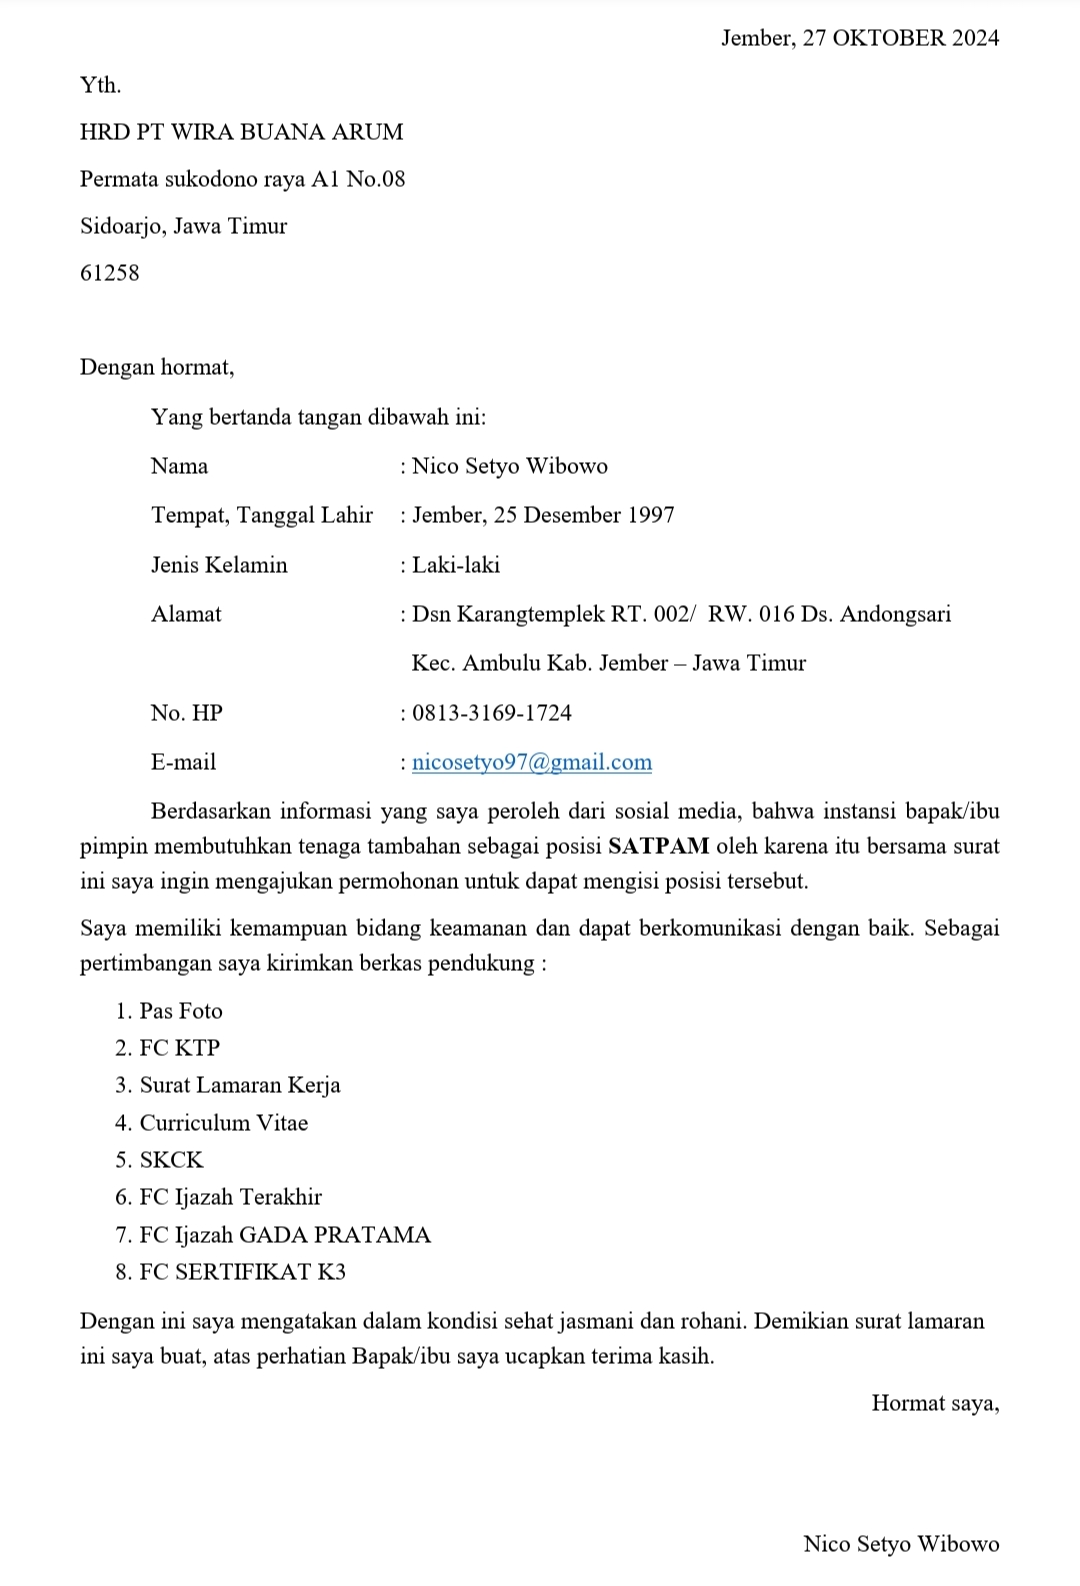 Jember, 27 OKTOBER 2024
Yth.
HRD PT WIRA BUANA ARUM
Permata sukodono raya A1 No.08
Sidoarjo, Jawa Timur
61258
Dengan hormat,
Yang bertanda tangan dibawah ini:
Nama : Nico Setyo Wibowo
Tempat, Tanggal Lahir : Jember, 25 Desember 1997
Jenis Kelamin : Laki-laki
Alamat : Dsn Karangtemplek RT. 002/ RW. 016 Ds. Andongsari
Kec. Ambulu Kab. Jember – Jawa Timur
No. HP : 0813-3169-1724
E-mail : nicosetyo97@gmail.com
Berdasarkan informasi yang saya peroleh dari sosial media, bahwa instansi bapak/ibu
pimpin membutuhkan tenaga tambahan sebagai posisi SATPAM oleh karena itu bersama surat
ini saya ingin mengajukan permohonan untuk dapat mengisi posisi tersebut.
Saya memiliki kemampuan bidang keamanan dan dapat berkomunikasi dengan baik. Sebagai
pertimbangan saya kirimkan berkas pendukung :
1. Pas Foto
2. FC KTP
3. Surat Lamaran Kerja
4. Curriculum Vitae
5. SKCK
6. FC Ijazah Terakhir
7. FC Ijazah GADA PRATAMA
8. FC SERTIFIKAT K3
Dengan ini saya mengatakan dalam kondisi sehat jasmani dan rohani. Demikian surat lamaran
ini saya buat, atas perhatian Bapak/ibu saya ucapkan terima kasih.
Hormat saya,
Nico Setyo Wibowo